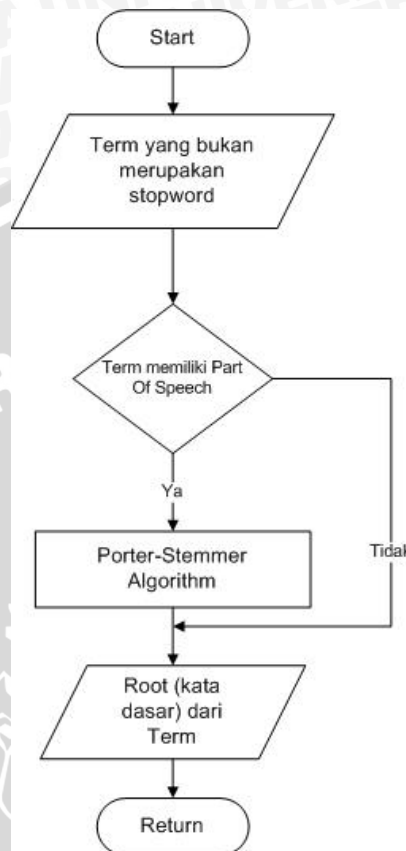 Start
Term yang bukan
merupakan
stopword
Term memiliki Part
Of Speech
Ya
Porter-Stemmer
Algorithm
Tidak
Root (kata
dasar) dari
Term
Return